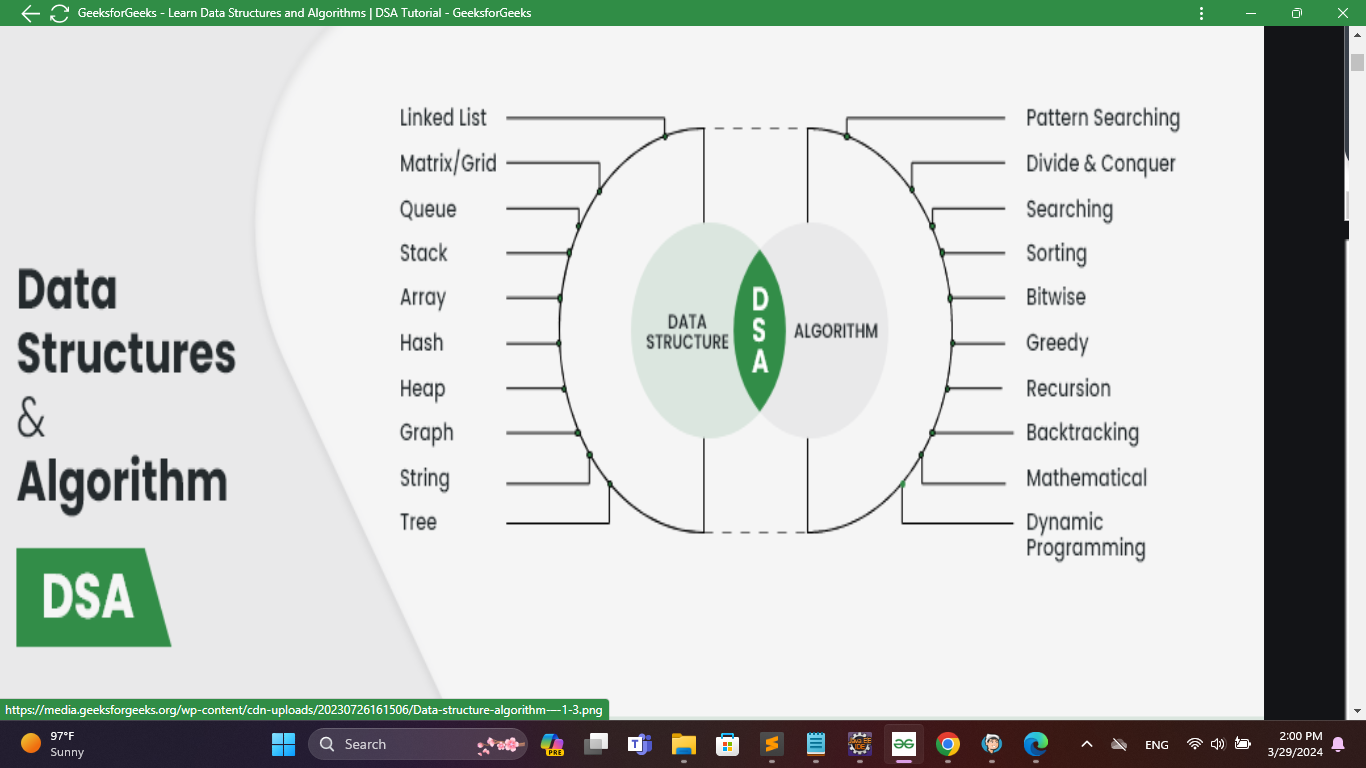 GeeksforGeeks - Learn Data Structures and Algorithms | DSA Tutorial - GeeksforGeeks
Data
Structures
&
Algorithm
DSA
Linked List
Matrix/Grid
Queue
Stack
Array
Hash
Heap
Graph
String
Tree
DATA
STRUCTURE
D
S
A
ALGORITHM
Pattern Searching
Divide & Conquer
Searching
Sorting
Bitwise
Greedy
Recursion
Backtracking
Mathematical
Dynamic
Programming
https://media.geeksforgeeks.org/wp-content/cdn-uploads/20230726161506/Data-structure-algorithm-—1-3.png
97°F
Sunny
Search
PRE
ENG
2:00 PM
3/29/2024